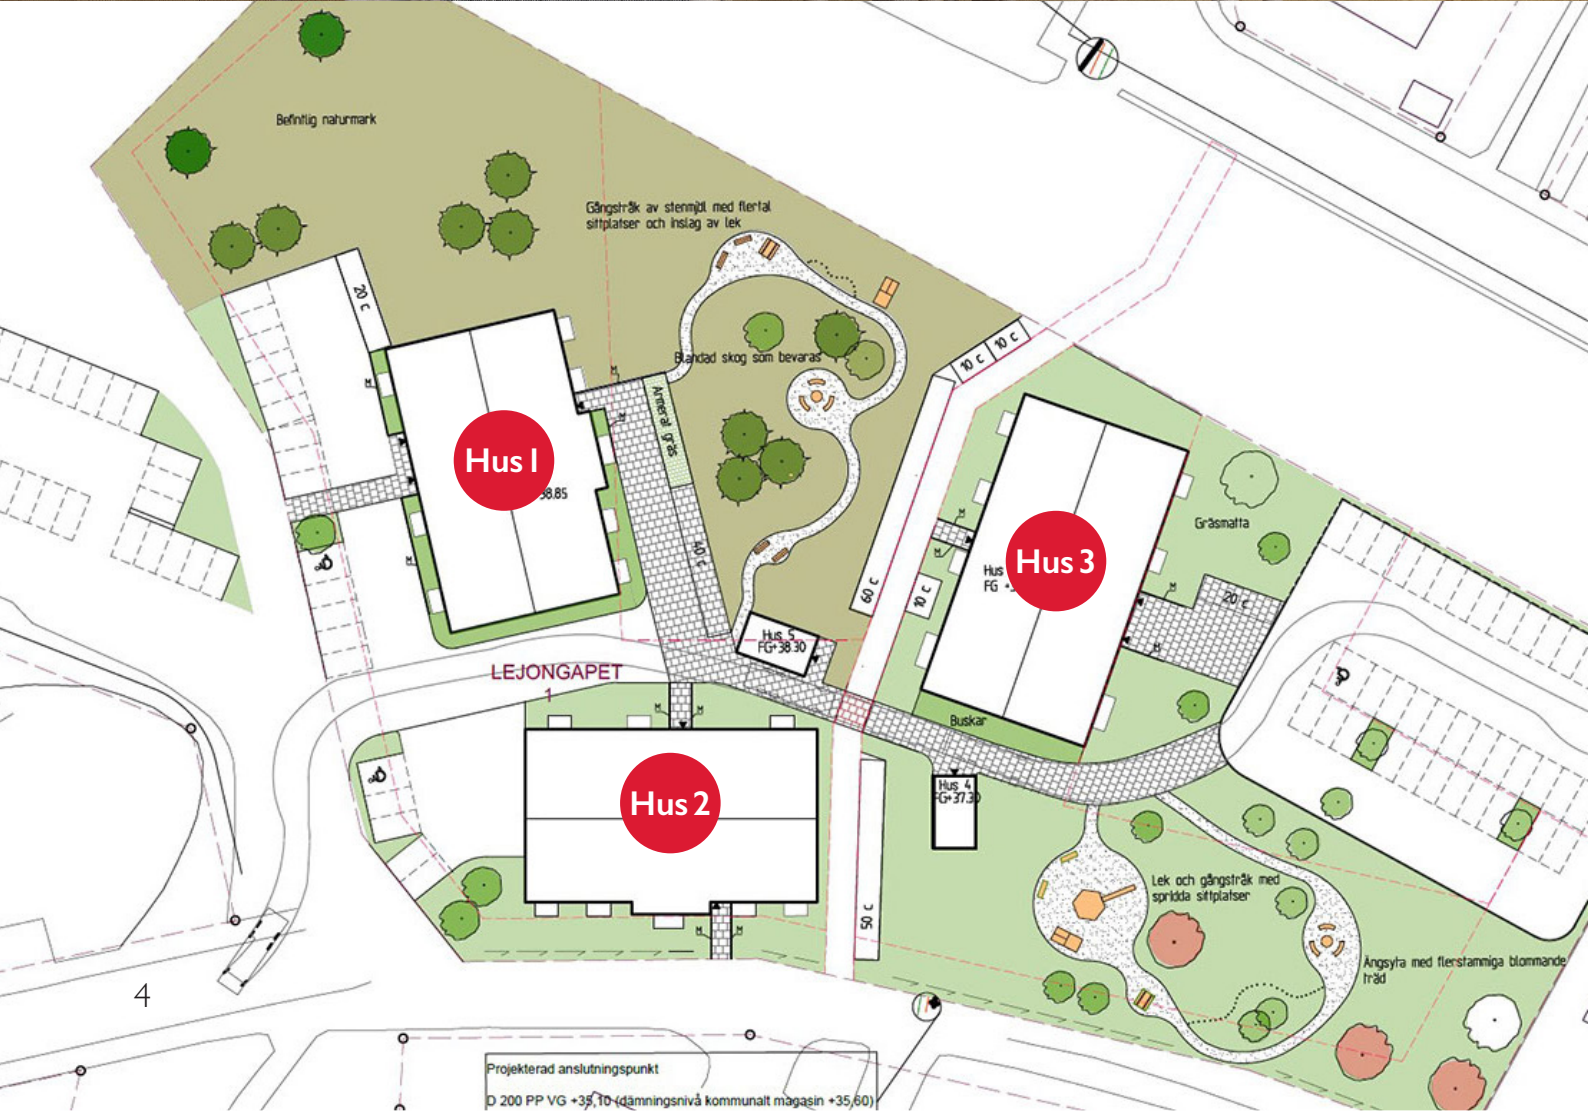 Befintlig naturmark
Gångstråk av stenmjöl med flertal
sittplatser och inslag av lek
20 c
Blandad skog som bevaras
10 c
10 c
Armerat gräs
M
M
M
Hus 1
38.85
M
40 c
60 c
10 c
M
M
Hus
FG
Hus 3
Gräsmatta
20 c
M
M
Hus 5
FG+38.30
LEJONGAPET
1
M
M
Buskar
Hus 2
Hus 4
FG+37.30
Lek och gångstråk med
spridda sittplatser
50 c
M
M
Ängsyta med flerstammiga blommande
träd
4
Projekterad anslutningspunkt
D 200 PP VG +35,10 (dämningsnivå kommunalt magasin +35,60)